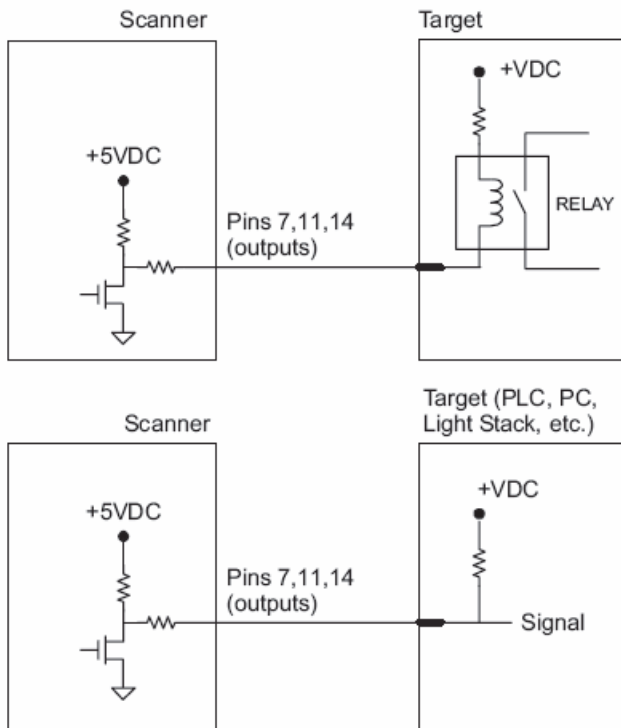 Scanner
Target
+VDC
+5VDC
Pins 7,11,14
(outputs)
RELAY
Scanner
Target (PLC, PC,
Light Stack, etc.)
+VDC
+5VDC
Pins 7,11,14
(outputs)
Signal